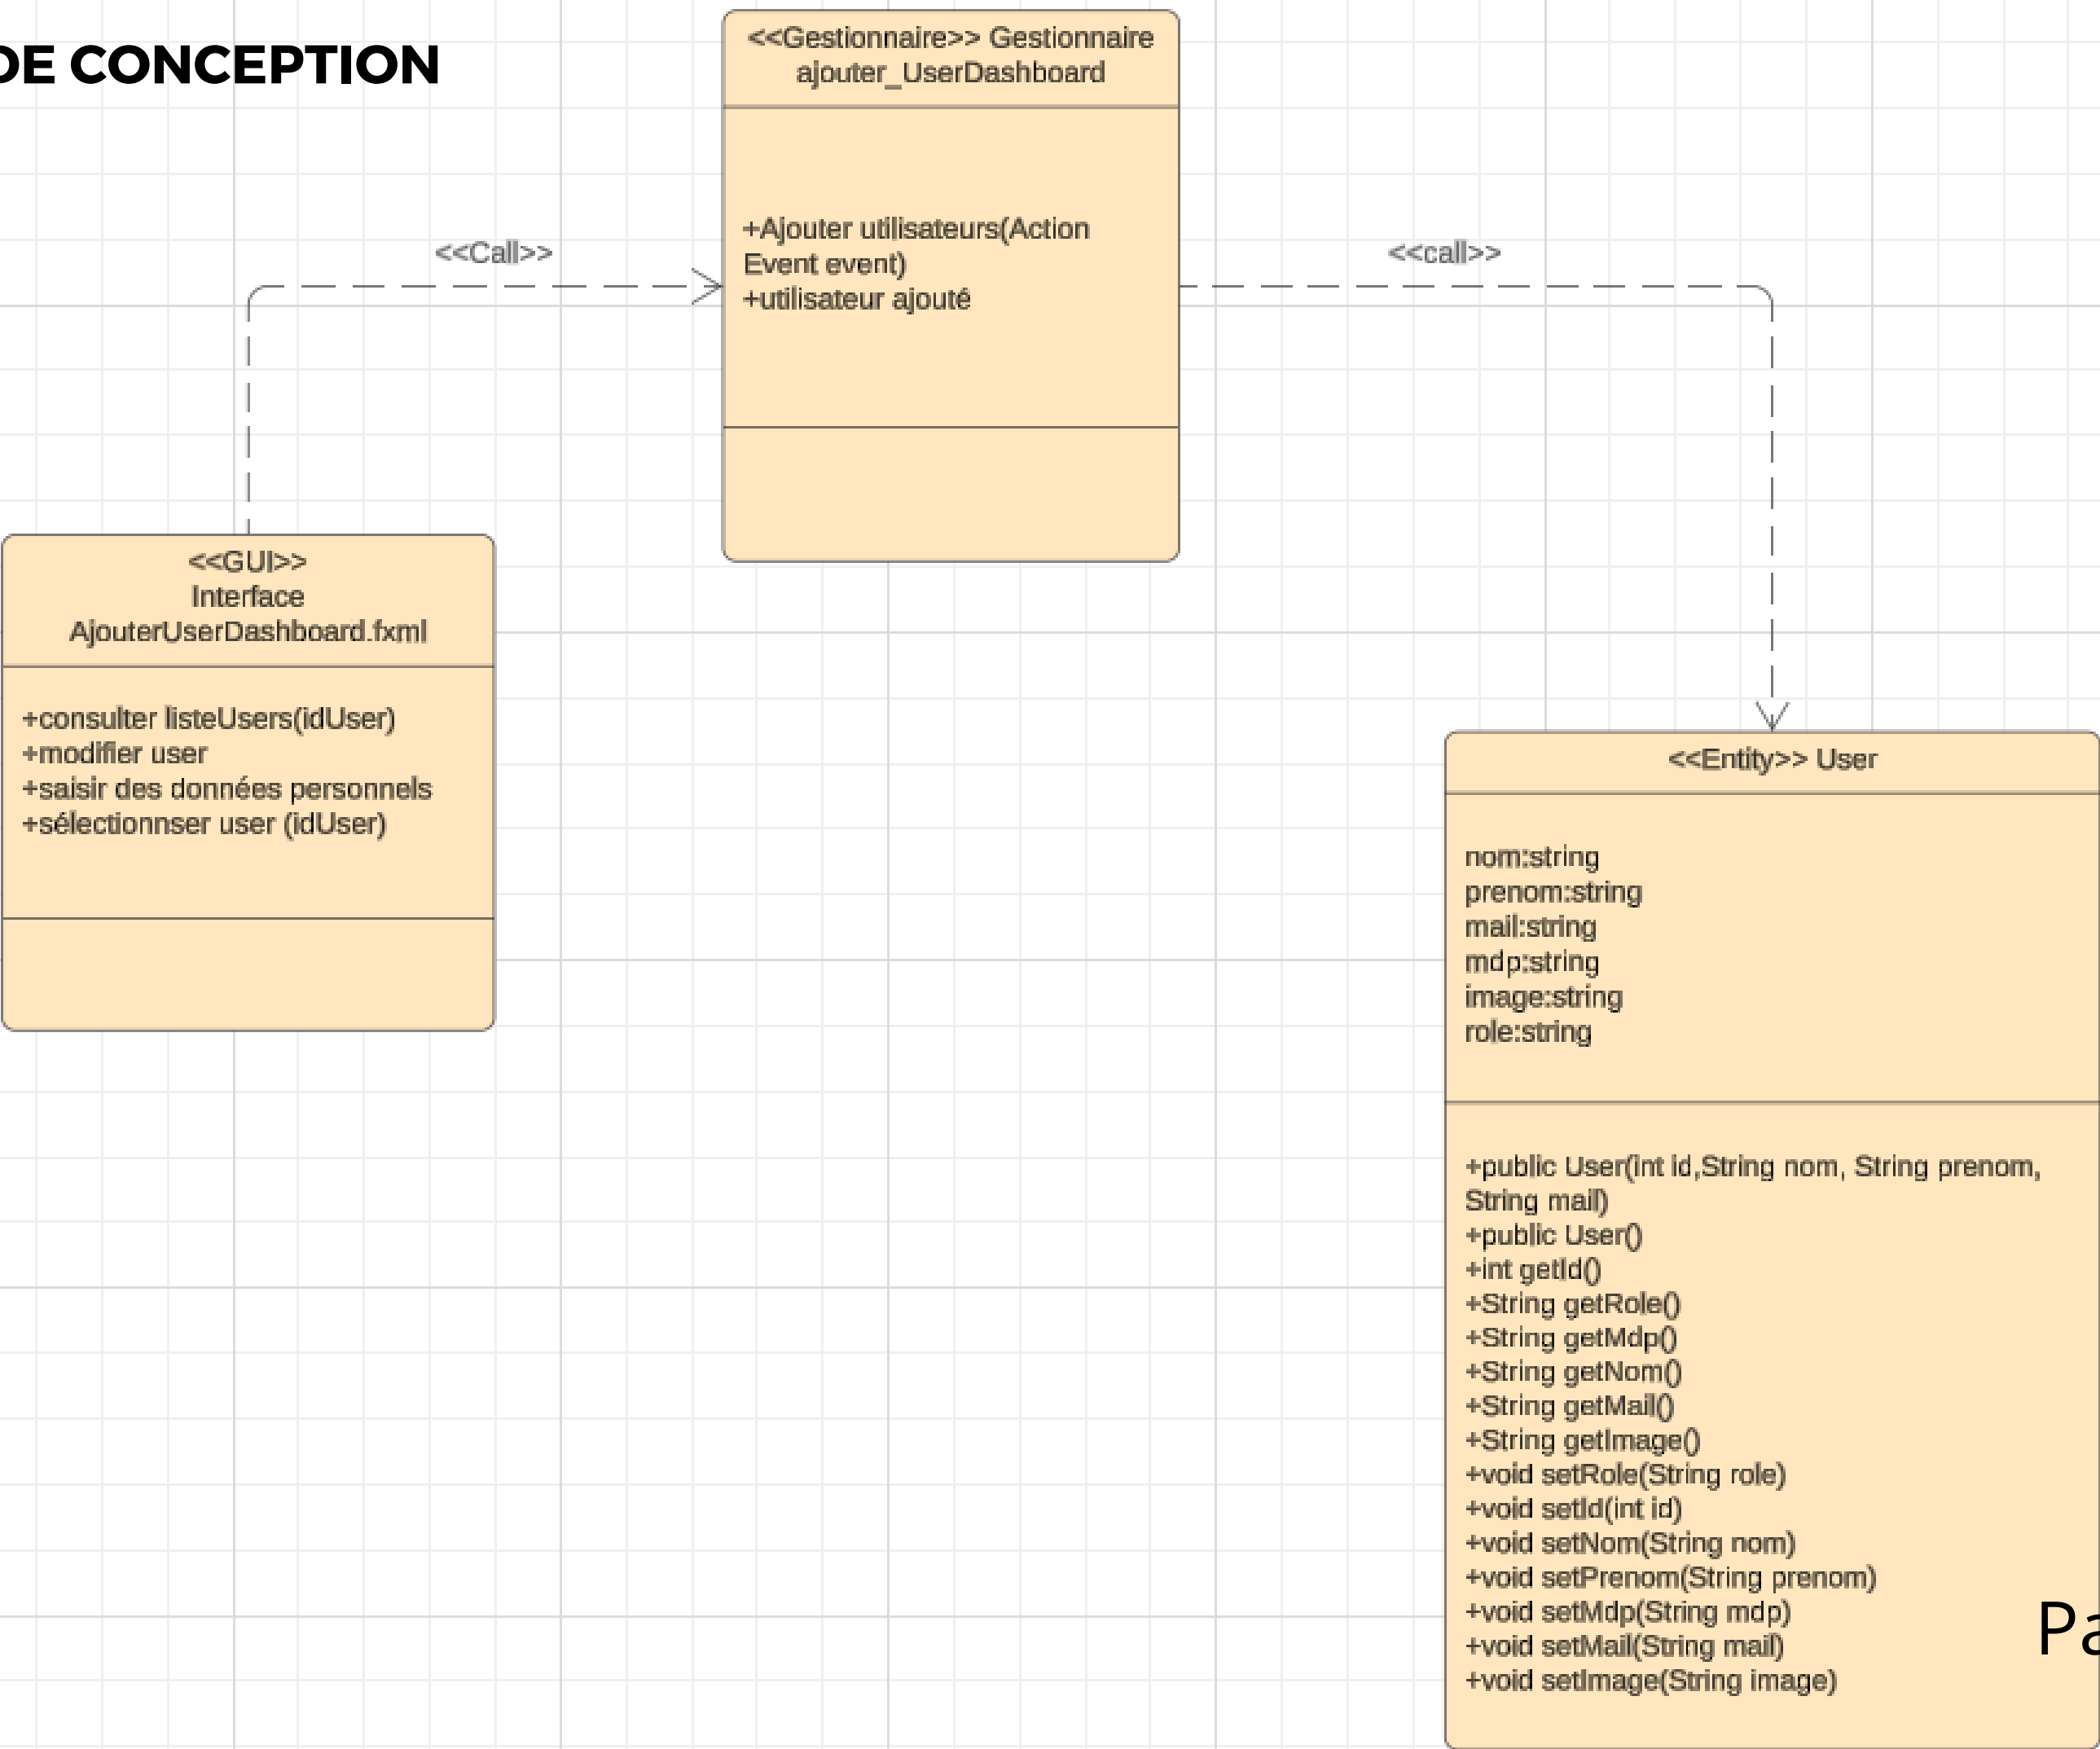 DE CONCEPTION
<<Gestionnaire>> Gestionnaire
ajouter_UserDashboard
+Ajouter utilisateurs(Action
Event event)
+utilisateur ajouté
<<Call>>
<<call>>
<<GUI>>
Interface
AjouterUserDashboard.fxml
+consulter listeUsers(idUser)
+modifier user
+saisir des données personnels
+sélectionnser user (idUser)
<<Entity>> User
nom:string
prenom:string
mail:string
mdp:string
image:string
role:string
+public User(int id,String nom, String prenom,
String mail)
+public User()
+int getId()
+String getRole()
+String getMdp()
+String getNom()
+String getMail()
+String getImage()
+void setRole(String role)
+void setId(int id)
+void setNom(String nom)
+void setPrenom(String prenom)
+void setMdp(String mdp)
+void setMail(String mail)
+void setImage(String image)
Pa